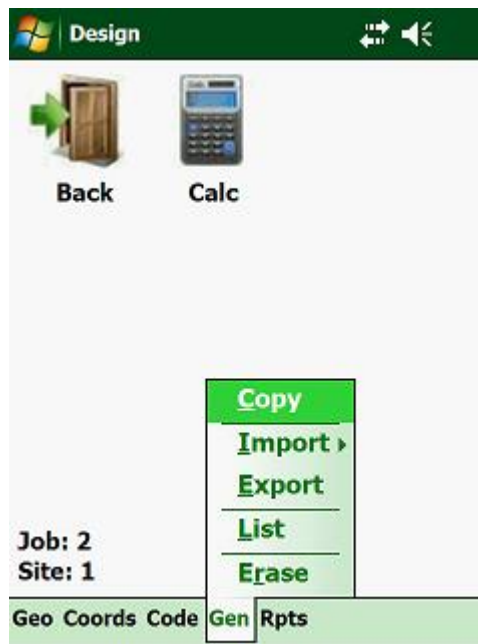 Design
Back Calc
Copy
Import
Export
List
Job: 2
Site: 1 Erase
Geo Coords Code Gen Rpts